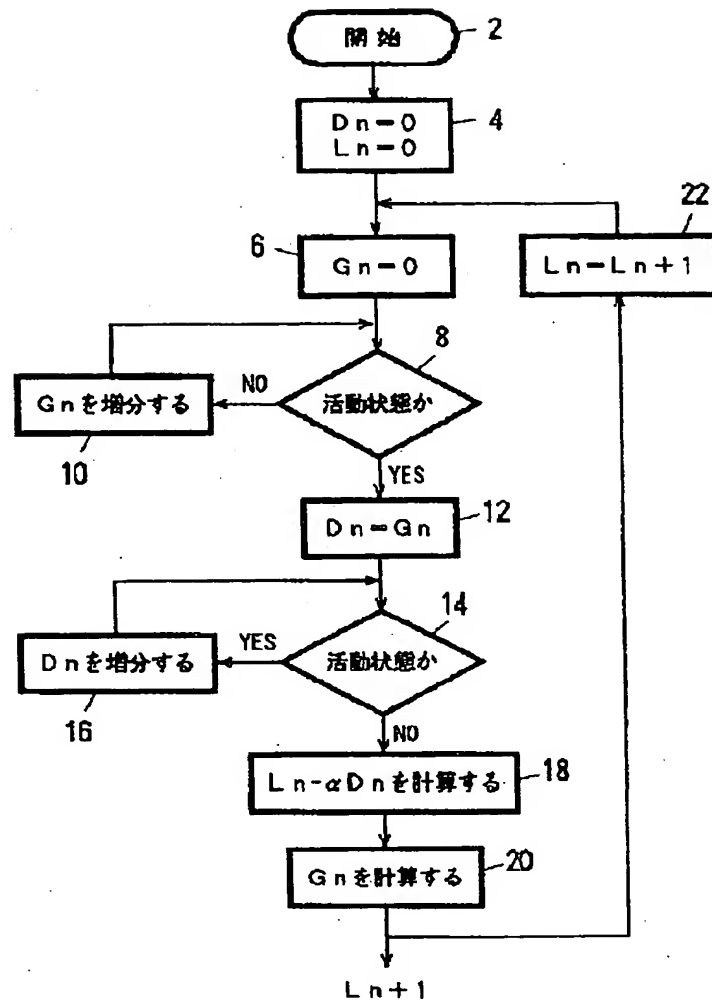 開始
2
Dn=0
Ln=0
4
22
6
Gn=0
Ln=Ln+1
8
NO
活動状態か
Gnを増分する
10
YES
Dn=Gn
12
14
YES
活動状態か
Dnを増分する
16
NO
Ln-αDnを計算する
18
Gnを計算する
20
Ln+1